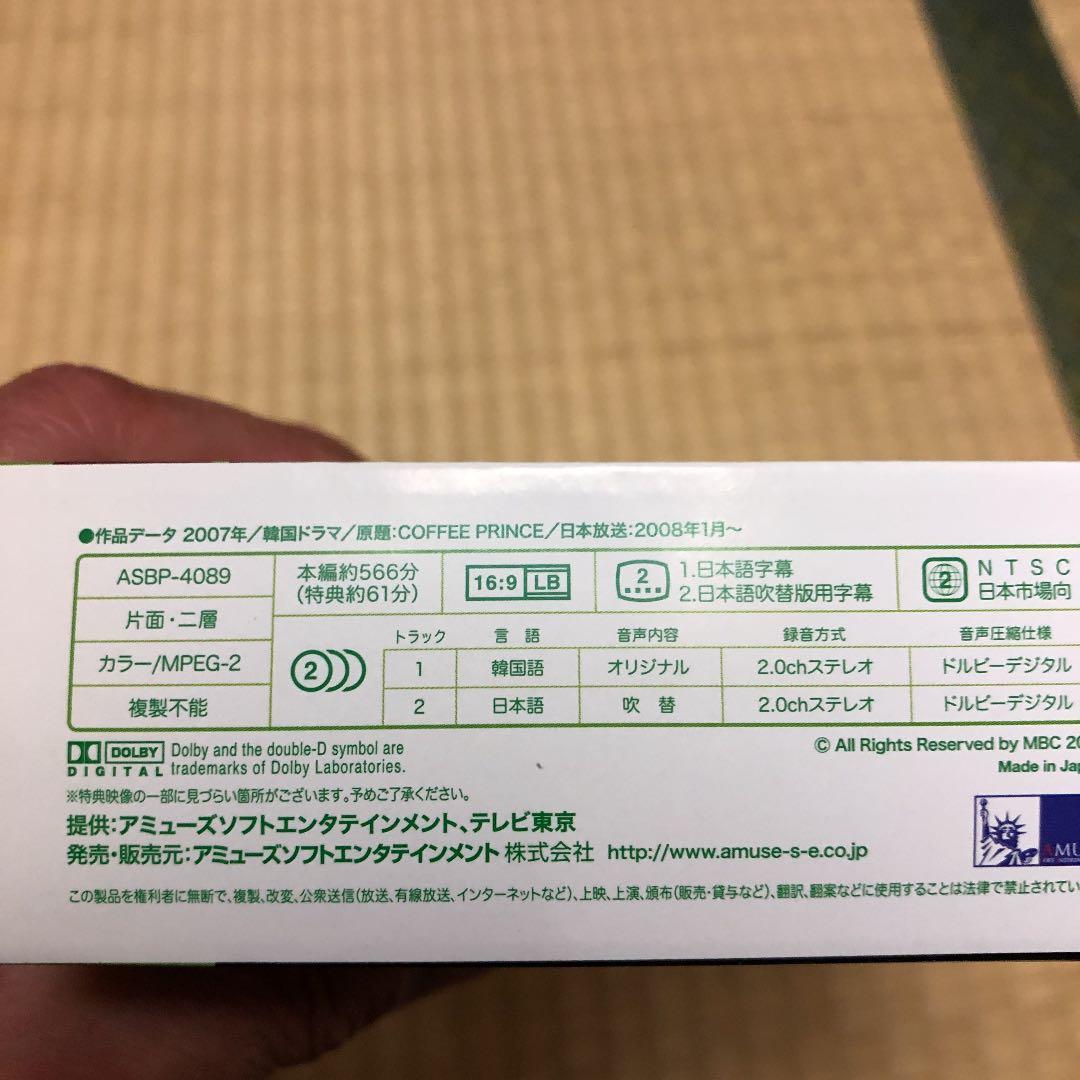 ●作品データ 2007年／韓国ドラマ／原題:COFFEE PRINCE／日本放送:2008年1月〜
ASBP-4089
片面・二層
カラー/MPEG-2
複製不能
本編約566分
(特典約61分)
16:9 LB
2
1.日本語字幕
2.日本語吹替版用字幕
2
NTSC
日本市場向
2
トラック 言語 音声内容 録音方式 音声圧縮仕様
1 韓国語 オリジナル 2.0chステレオ ドルビーデジタル
2 日本語 吹替 2.0chステレオ ドルビーデジタル
DOLBY
DIGITAL
Dolby and the double-D symbol are
trademarks of Dolby Laboratories.
© All Rights Reserved by MBC
Made in
※特典映像の一部に見づらい箇所がございます。予めご了承ください。
提供:アミューズソフトエンタテインメント、テレビ東京
発売・販売元:アミューズソフトエンタテインメント 株式会社 http://www.amuse-s-e.co.jp
AMU
この製品を権利者に無断で、複製、改変、公衆送信(放送、有線放送、インターネットなど)、上映、上演、頒布(販売・貸与など)、翻訳、翻案などに使用することは法律で禁止されてい